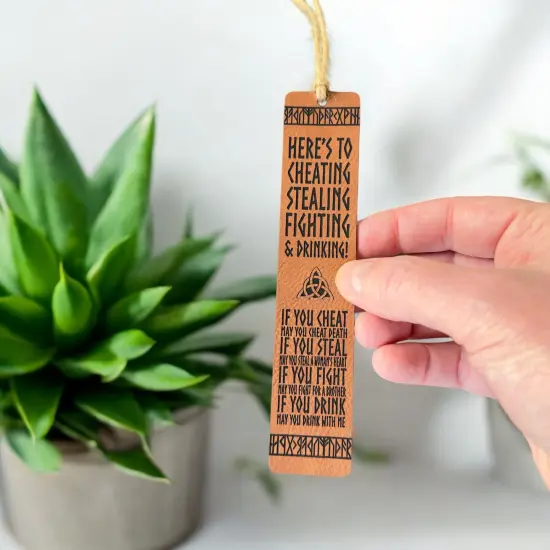 HERE'S TO
CHEATING
STEALING
FIGHTING
& DRINKING!
IF YOU CHEAT
MAY YOU CHEAT DEATH
IF YOU STEAL
MAY YOU STEAL A WOMAN'S HEART
IF YOU FIGHT
MAY YOU FIGHT FOR A BROTHER
IF YOU DRINK
MAY YOU DRINK WITH ME